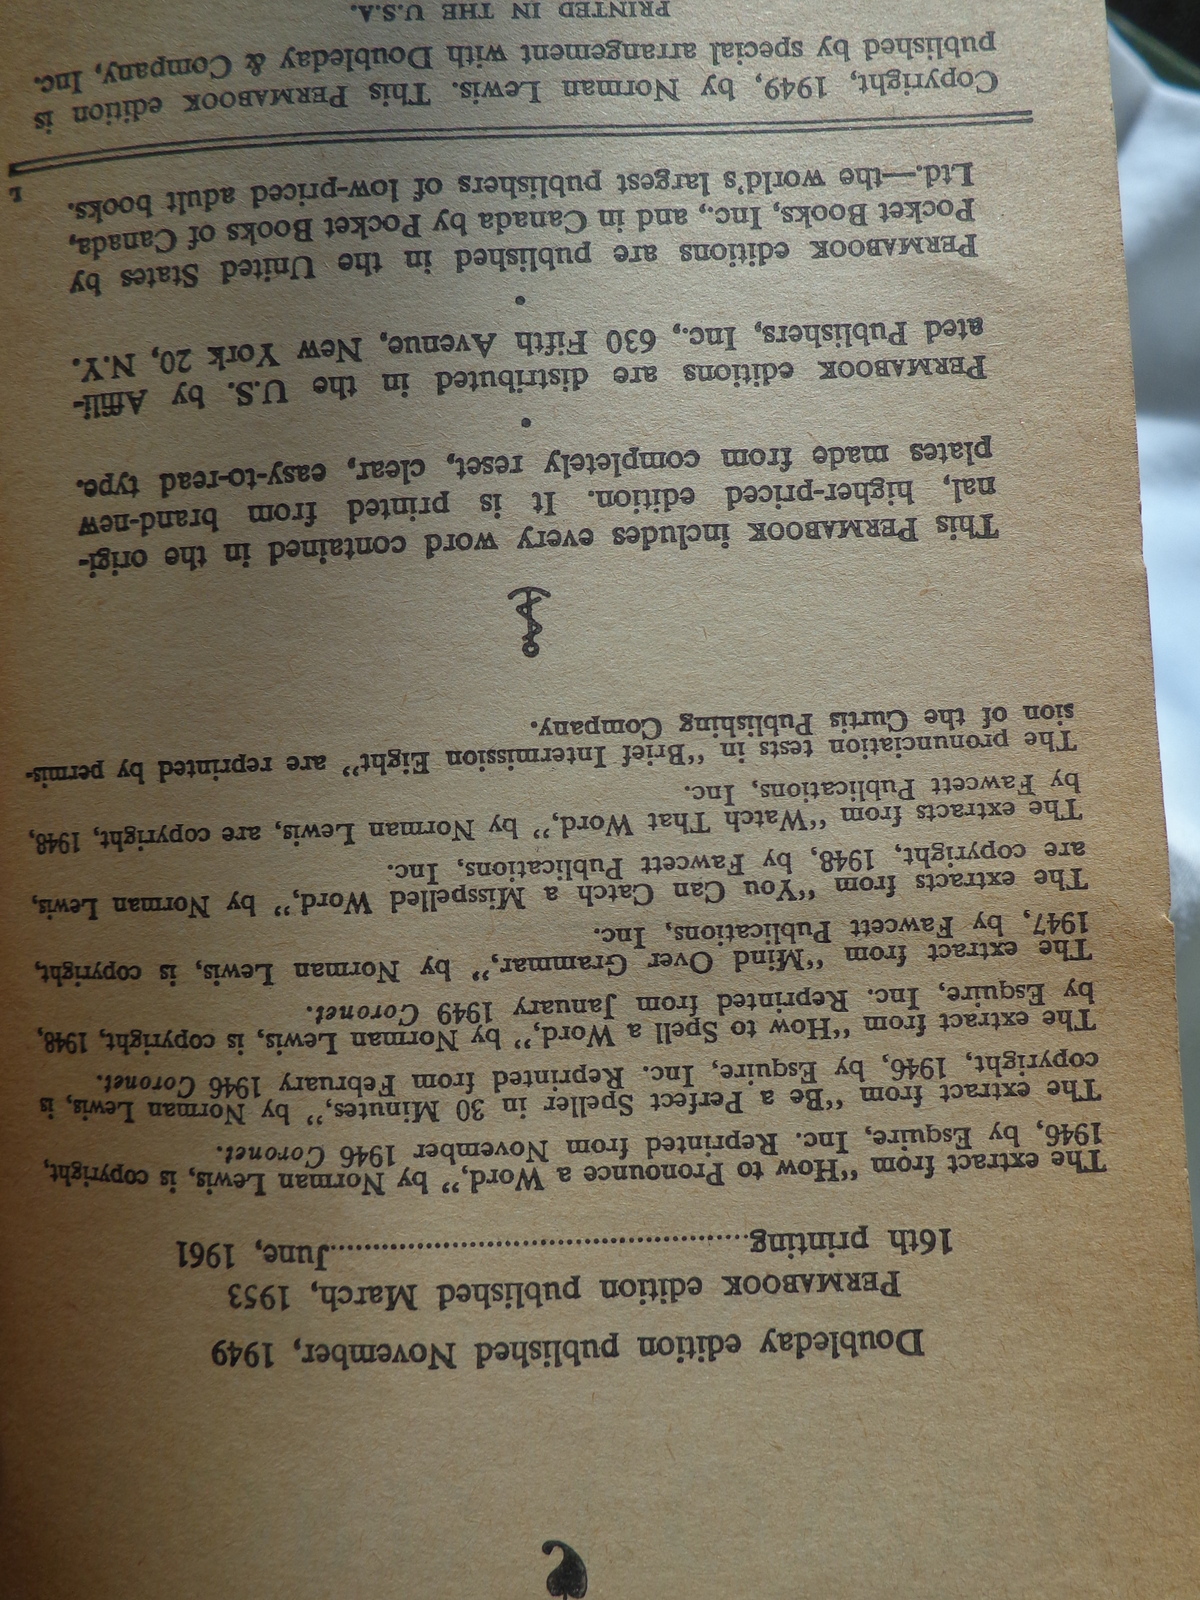 Doubleday edition published November, 1949
PERMABOOK edition published March, 1953
16th printing........................................June, 1961
The extract from “How to Pronounce a Word,” by Norman Lewis, is copyright,
1946, by Esquire, Inc. Reprinted from November 1946 Coronet.
The extract from “Be a Perfect Speller in 30 Minutes,” by Norman Lewis, is
copyright, 1946, by Esquire, Inc. Reprinted from February 1946 Coronet.
The extract from “How to Spell a Word,” by Norman Lewis, is copyright, 1948,
by Esquire, Inc. Reprinted from January 1949 Coronet.
The extract from “Mind Over Grammar,” by Norman Lewis, is copyright,
1947, by Fawcett Publications, Inc.
The extracts from “You Can Catch a Misspelled Word,” by Norman Lewis,
are copyright, 1948, by Fawcett Publications, Inc.
The extracts from “Watch That Word,” by Norman Lewis, are copyright, 1948,
by Fawcett Publications, Inc.
The pronunciation tests in “Brief Intermission Eight” are reprinted by permis-
sion of the Curtis Publishing Company.
This PERMABOOK includes every word contained in the origi-
nal, higher-priced edition. It is printed from brand-new
plates made from completely reset, clear, easy-to-read type.
PERMABOOK editions are distributed in the U.S. by Affili-
ated Publishers, Inc., 630 Fifth Avenue, New York 20, N.Y.
PERMABOOK editions are published in the United States by
Pocket Books, Inc., and in Canada by Pocket Books of Canada,
Ltd.—the world's largest publishers of low-priced adult books.
L
Copyright, 1949, by Norman Lewis. This PERMABOOK edition is
published by special arrangement with Doubleday & Company, Inc.
PRINTED IN THE U.S.A.